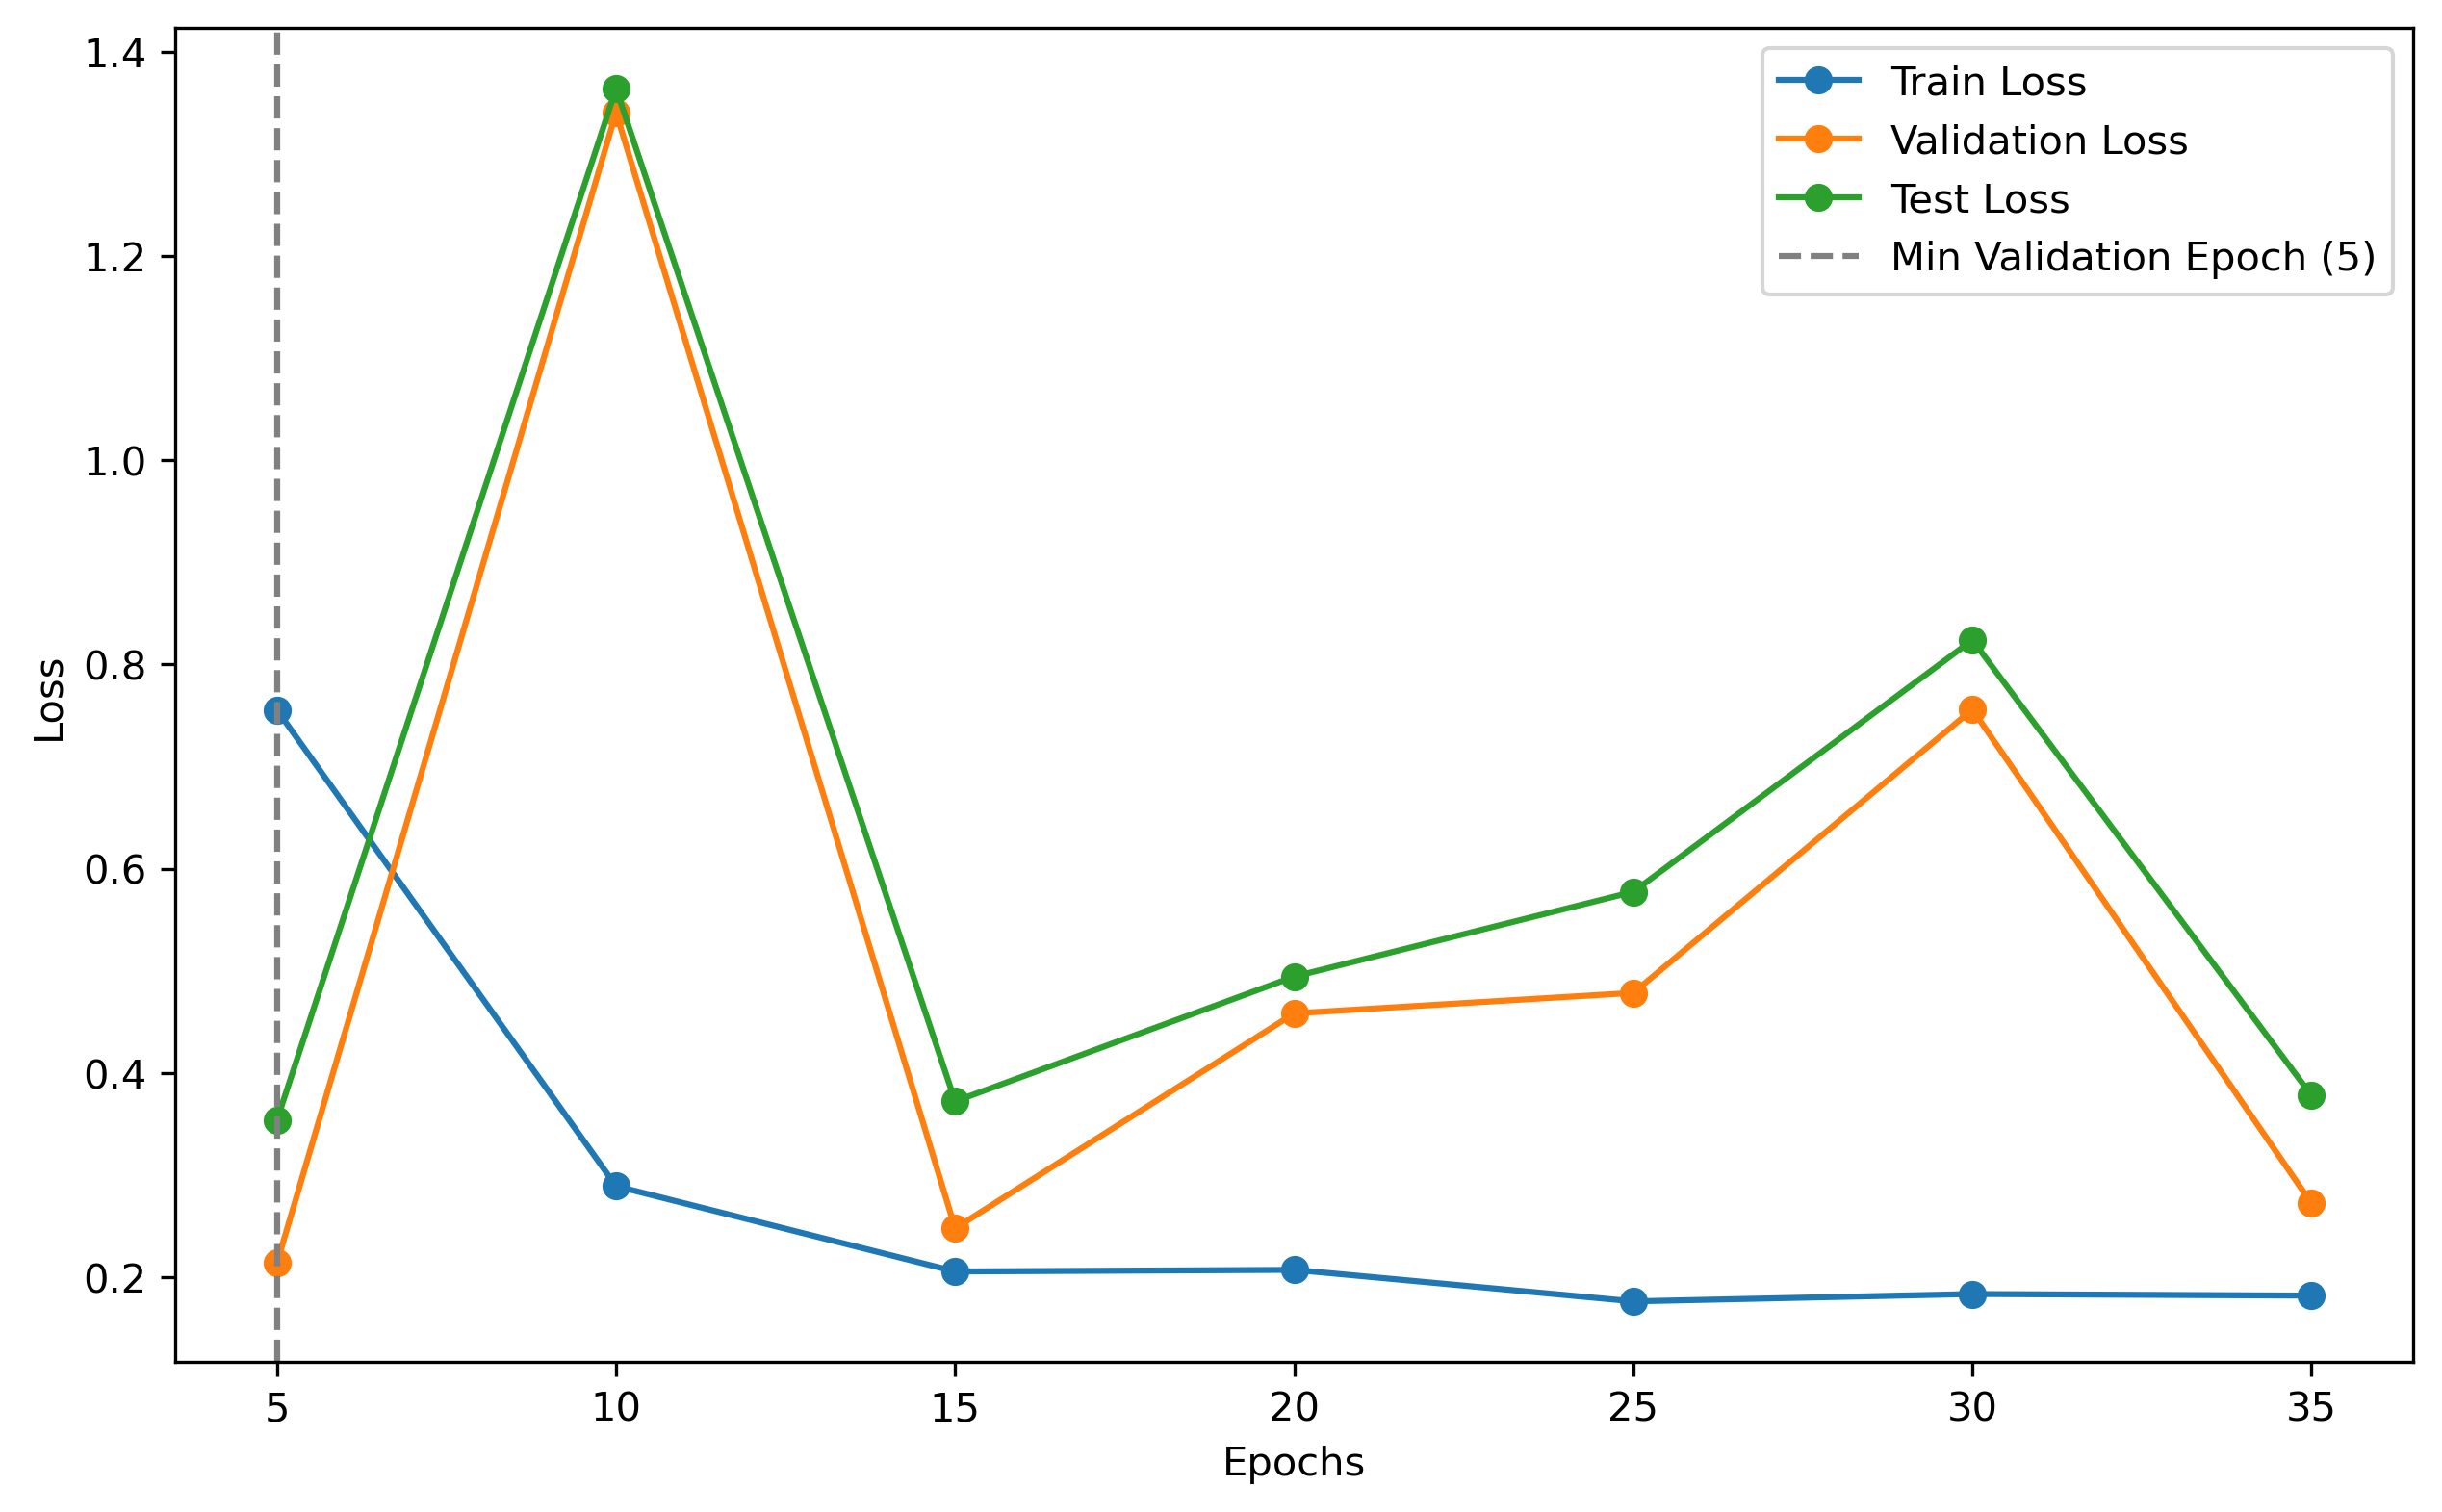 Train Loss
Validation Loss
Test Loss
Min Validation Epoch (5)
Loss
1.4
1.2
1.0
0.8
0.6
0.4
0.2
5 10 15 20 25 30 35
Epochs